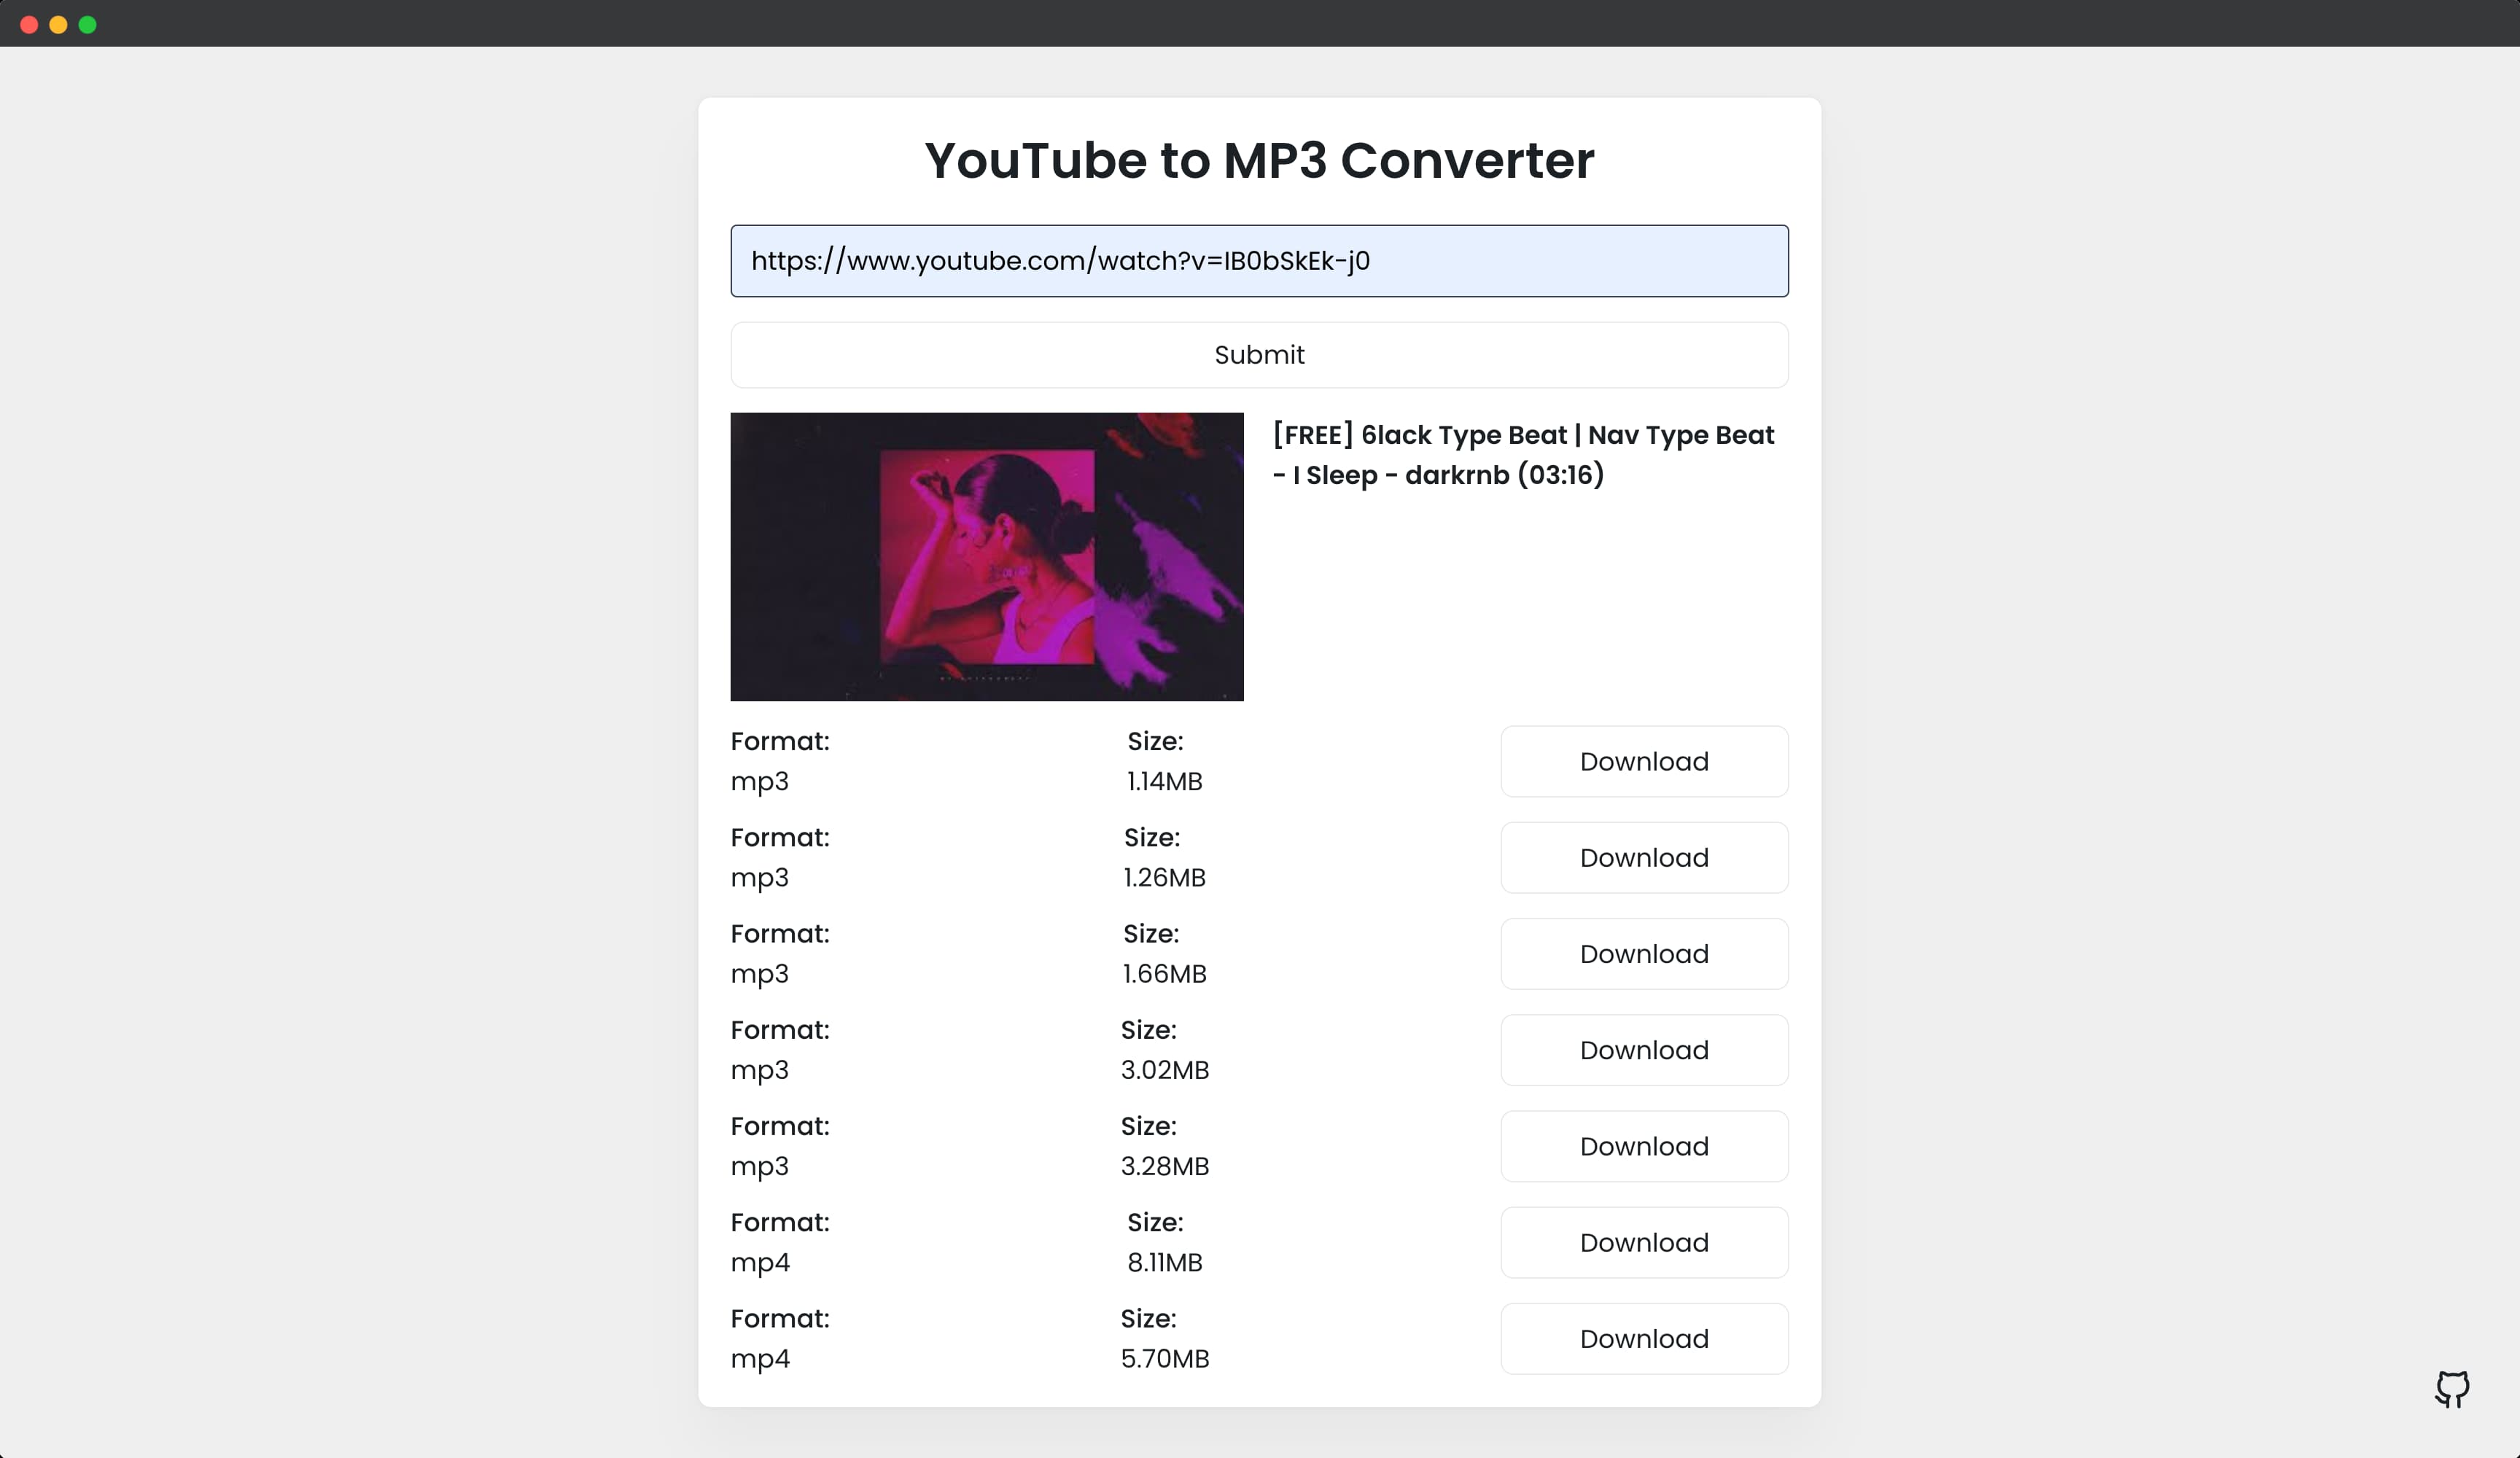 YouTube to MP3 Converter
https://www.youtube.com/watch?v=IB0bSkEk-j0
Submit
[FREE] 6lack Type Beat | Nav Type Beat
- I Sleep - darkrnb (03:16)
Format:
mp3
Size:
1.14MB
Download
Format:
mp3
Size:
1.26MB
Download
Format:
mp3
Size:
1.66MB
Download
Format:
mp3
Size:
3.02MB
Download
Format:
mp3
Size:
3.28MB
Download
Format:
mp4
Size:
8.11MB
Download
Format:
mp4
Size:
5.70MB
Download